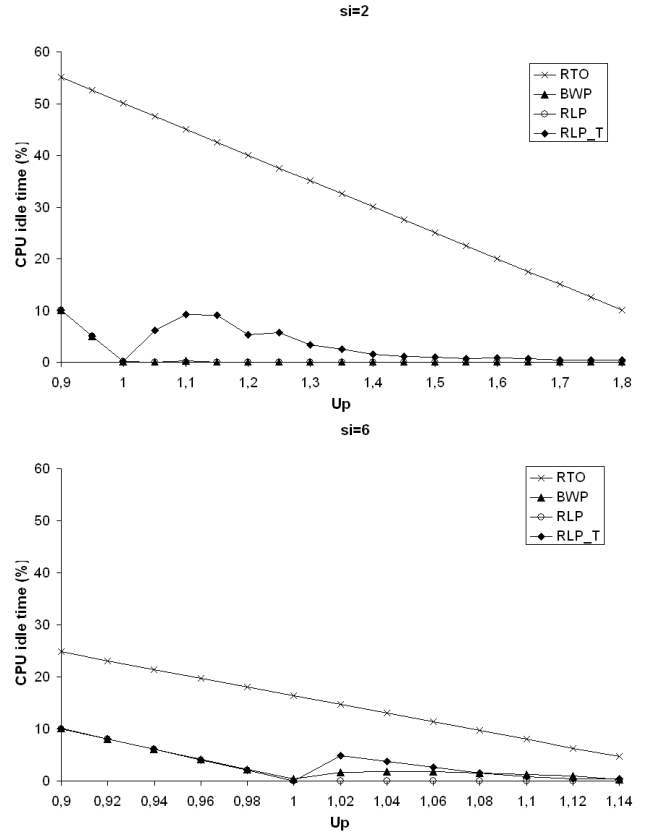 si=2
60
50
40
30
20
10
0
CPU idle time (%)
RTO
BWP
RLP
RLP_T
0,9 1 1,1 1,2 1,3 1,4 1,5 1,6 1,7 1,8
Up
si=6
60
50
40
30
20
10
0
CPU idle time (%)
RTO
BWP
RLP
RLP_T
0,9 0,92 0,94 0,96 0,98 1 1,02 1,04 1,06 1,08 1,1 1,12 1,14
Up